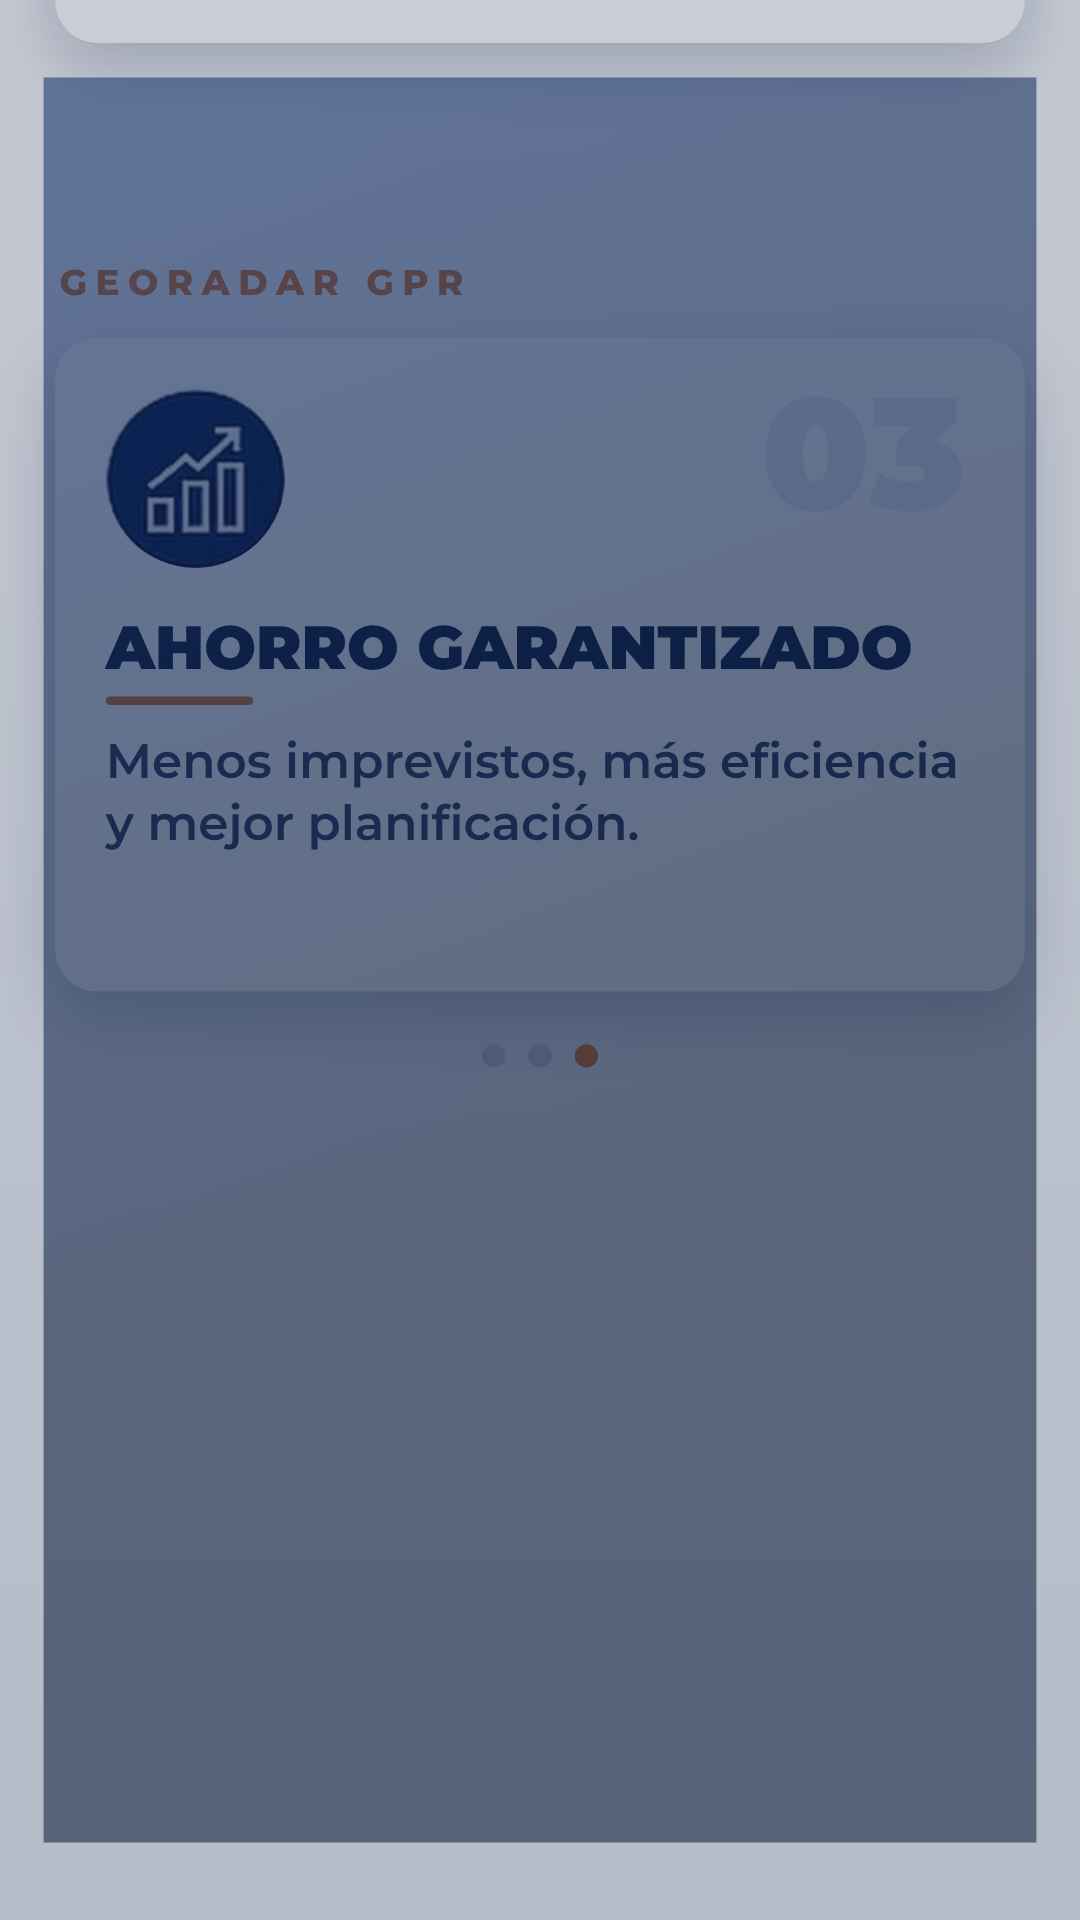 GEORADAR GPR
03
AHORRO GARANTIZADO
Menos imprevistos, más eficiencia
y mejor planificación.